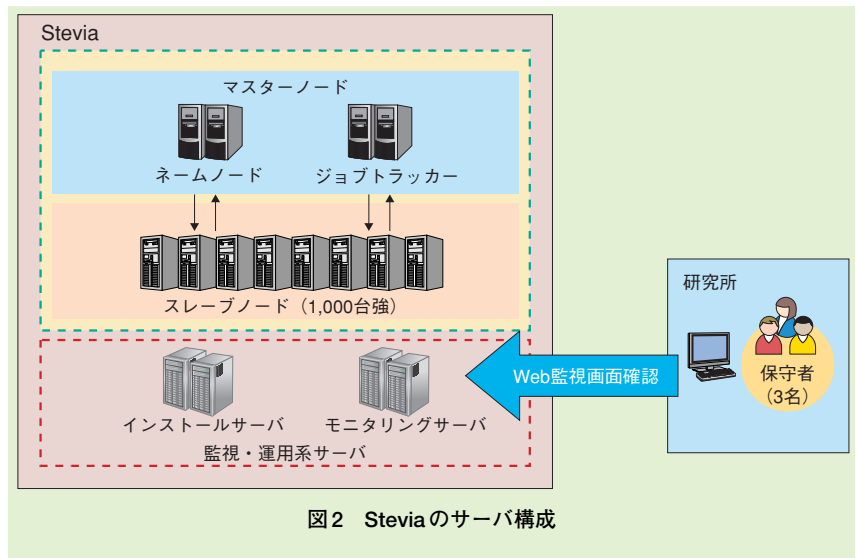 Stevia
マスターノード
ネームノード
ジョブトラッカー
スレーブノード（1,000台強）
インストールサーバ
モニタリングサーバ
監視・運用系サーバ
Web監視画面確認
研究所
保守者
（3名）
図2　Steviaのサーバ構成